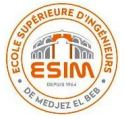 ECOLE SUPÉRIEURE D'INGÉNIEURS
ESIM
DEPUIS 1964
DE MEDJEZ EL BEB